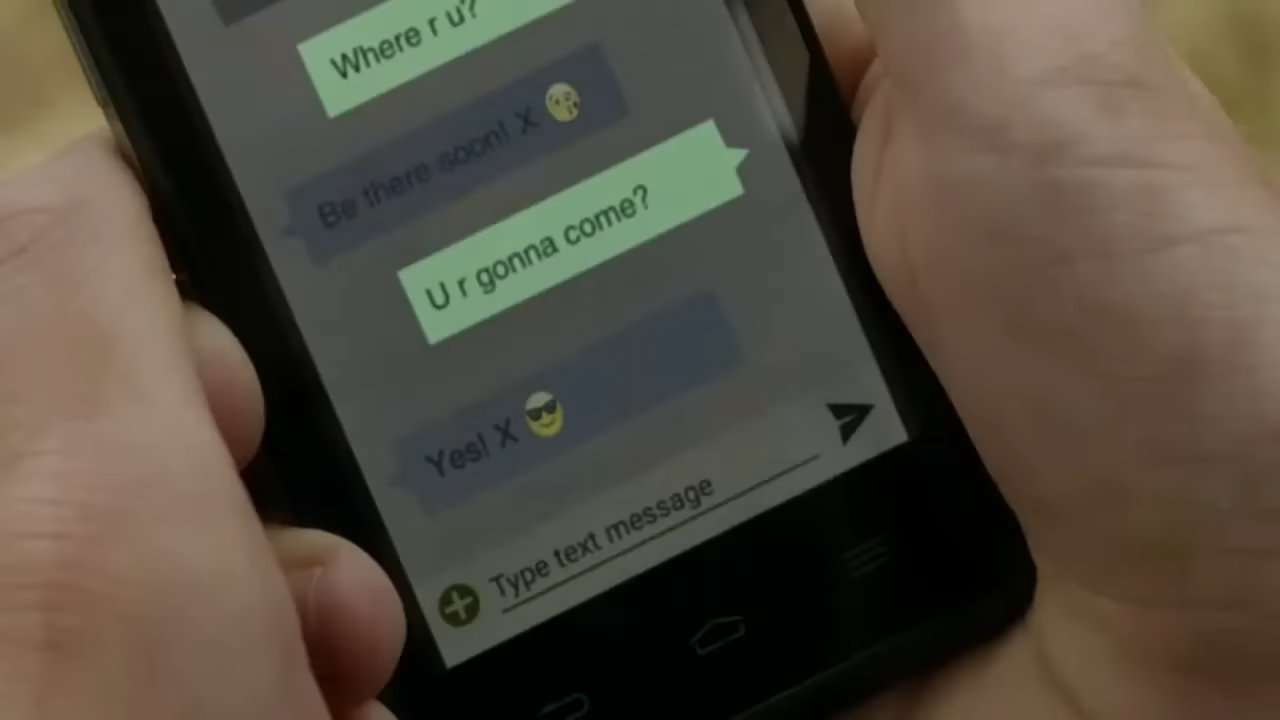 Where r u?
Be there soon! X 😘
U r gonna come?
Yes! X 😎
Type text message